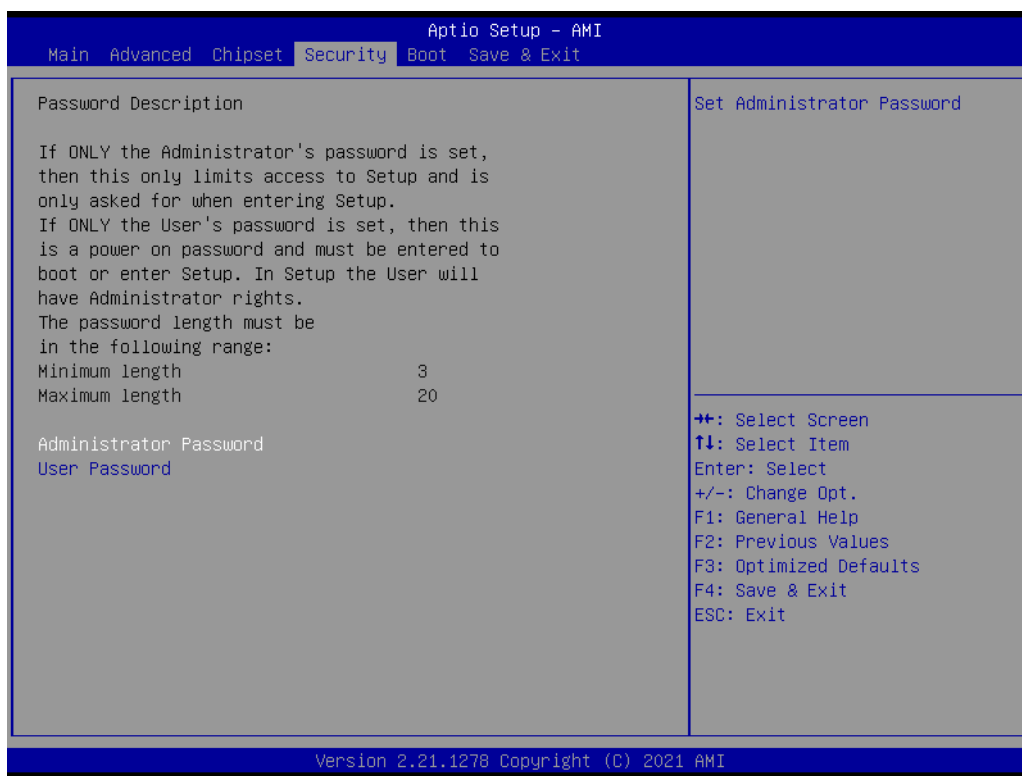 Aptio Setup – AMI
Main Advanced Chipset Security Boot Save & Exit
Password Description
If ONLY the Administrator's password is set,
then this only limits access to Setup and is
only asked for when entering Setup.
If ONLY the User's password is set, then this
is a power on password and must be entered to
boot or enter Setup. In Setup the User will
have Administrator rights.
The password length must be
in the following range:
Minimum length 3
Maximum length 20
Administrator Password
User Password
Set Administrator Password
→←: Select Screen
↑↓: Select Item
Enter: Select
+/-: Change Opt.
F1: General Help
F2: Previous Values
F3: Optimized Defaults
F4: Save & Exit
ESC: Exit
Version 2.21.1278 Copyright (C) 2021 AMI